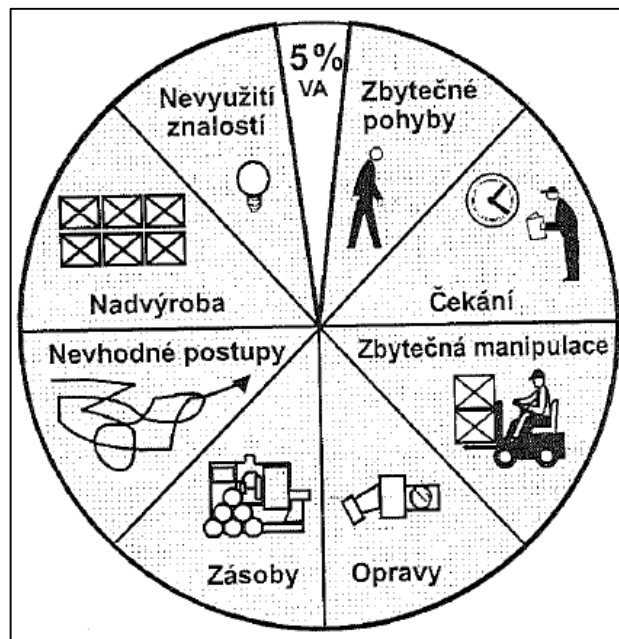 5%
VA
Zbytečné
pohyby
Čekání
Zbytečná manipulace
Opravy
Zásoby
Nevhodné postupy
Nadvýroba
Nevyužití
znalostí